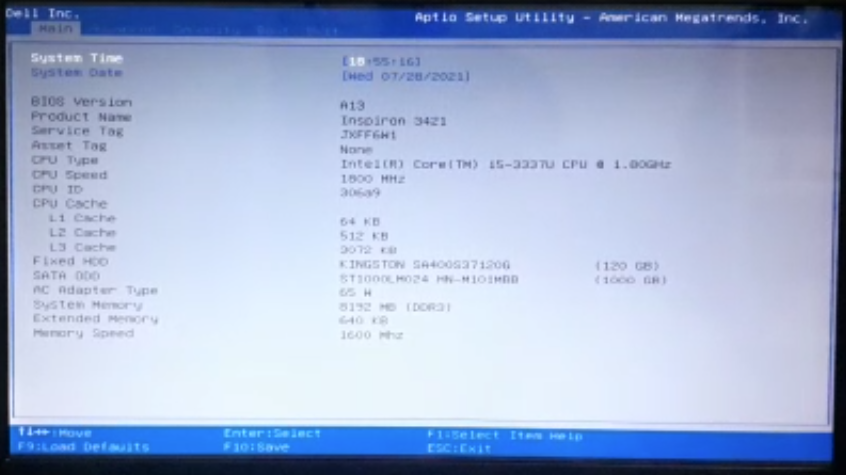 Dell Inc. Aptio Setup Utility - American Megatrends, Inc.
Main Security Boot Exit
System Time [18:55:16]
System Date [Wed 07/28/2021]
BIOS Version A13
Product Name Inspiron 3421
Service Tag JXFF6W1
Asset Tag None
CPU Type Intel(R) Core(TM) i5-3337U CPU @ 1.80GHz
CPU Speed 1800 MHz
CPU ID 306a9
CPU Cache
L1 Cache 64 KB
L2 Cache 512 KB
L3 Cache 3072 KB
Fixed HDD KINGSTON SA400S37120G (120 GB)
SATA ODD ST1000LM024 HN-M101MBB (1000 GB)
AC Adapter Type 65 W
System Memory 8192 MB (DDR3)
Extended Memory 640 KB
Memory Speed 1600 Mhz
↑↓←→:Move Enter:Select F1:Select Item Help
F9:Load Defaults F10:Save ESC:Exit